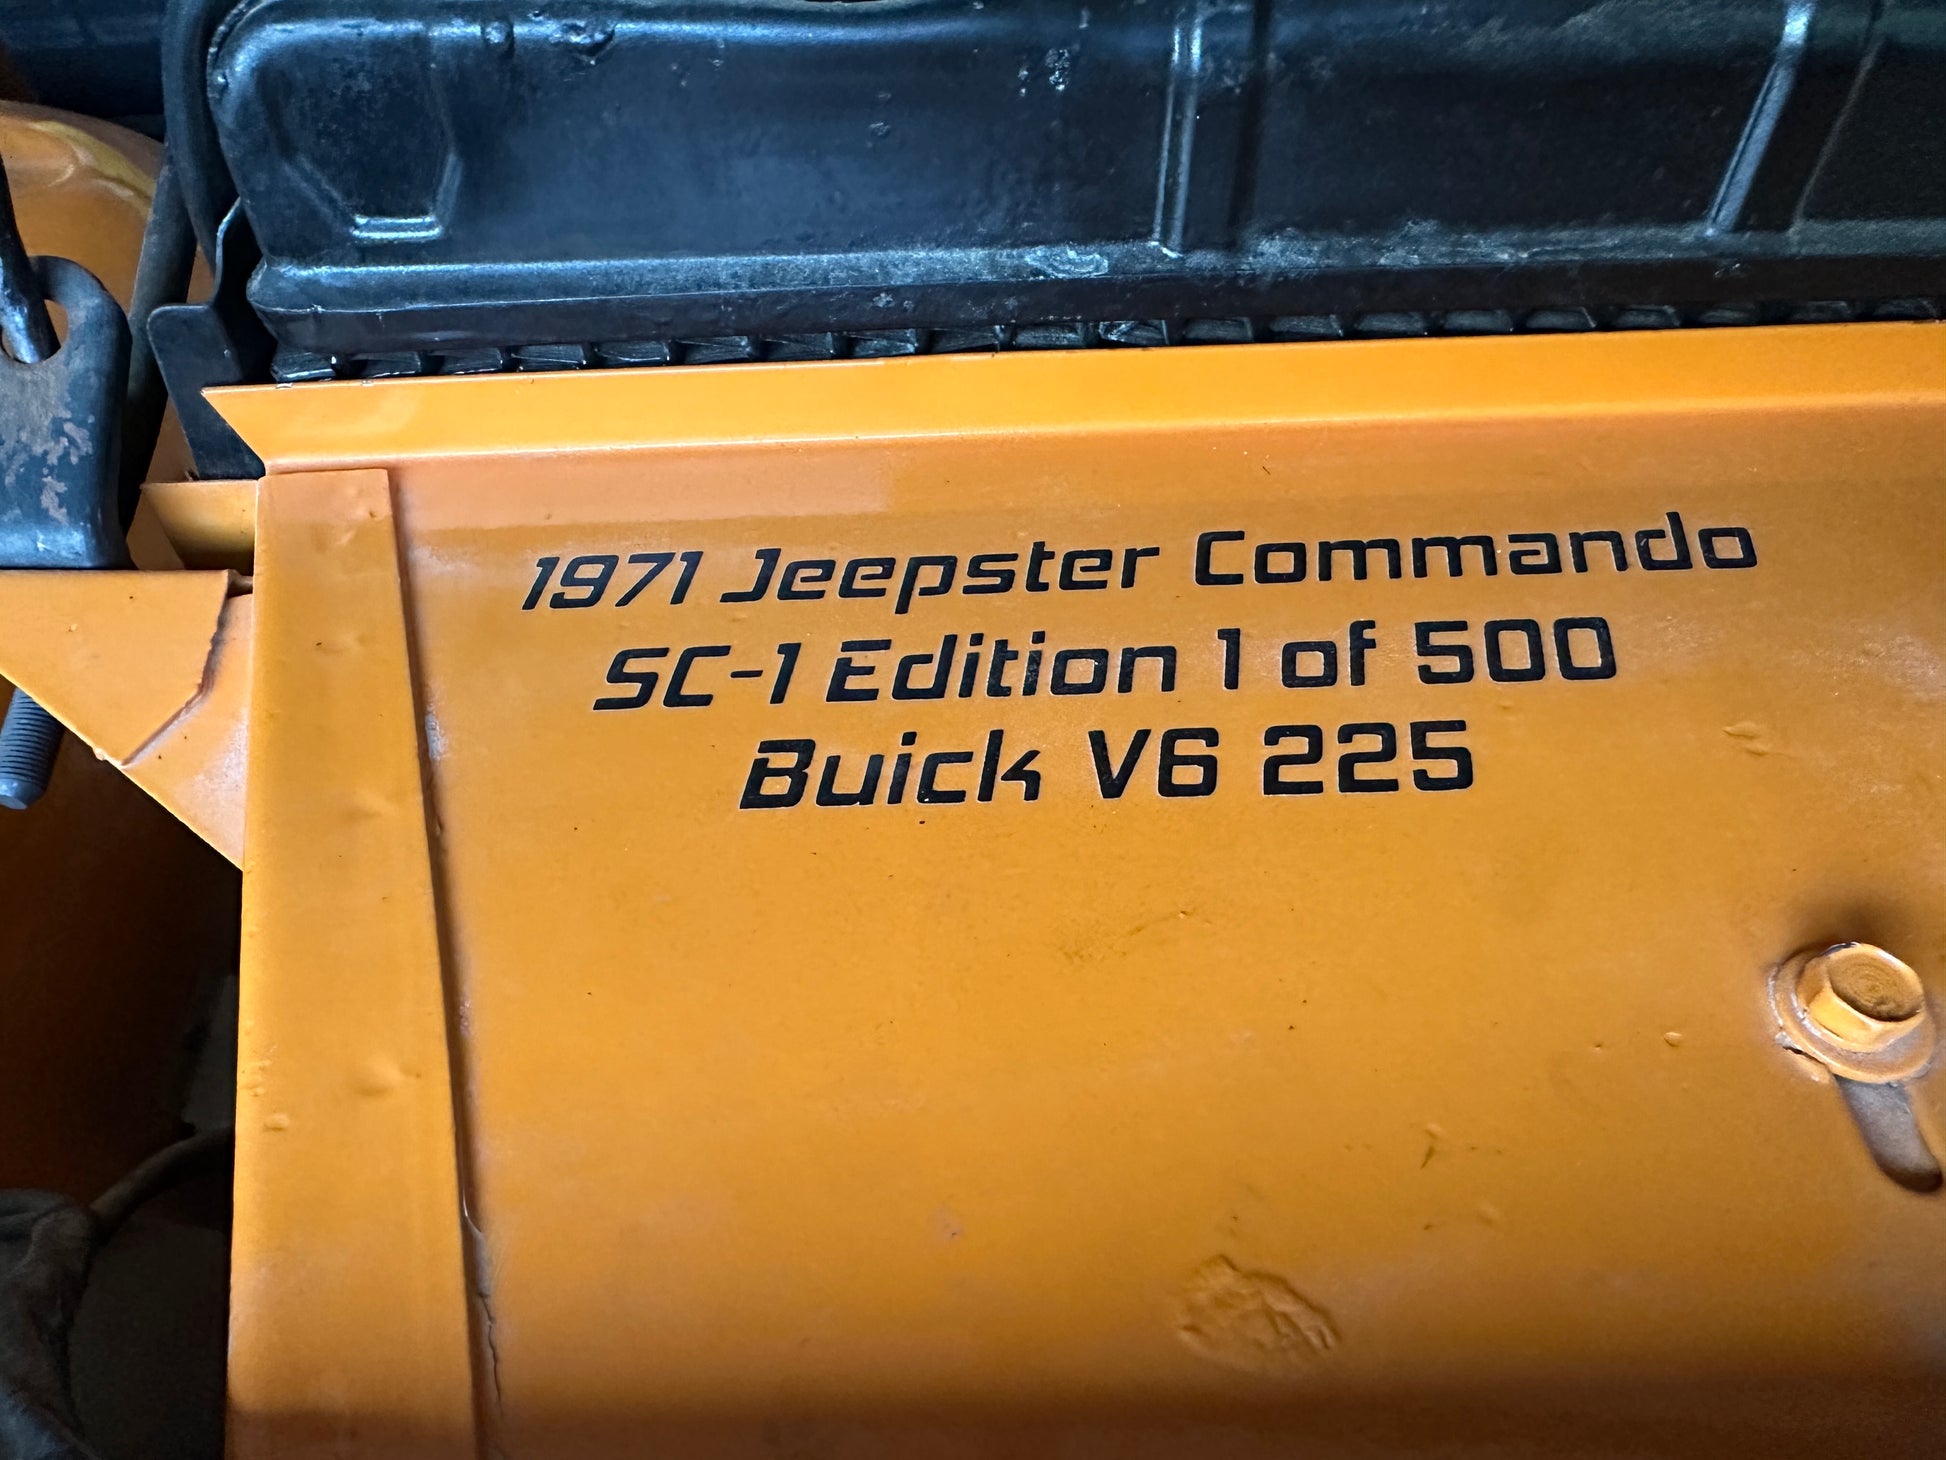 1971 Jeepster Commando
SC-1 Edition 1 of 500
Buick V6 225